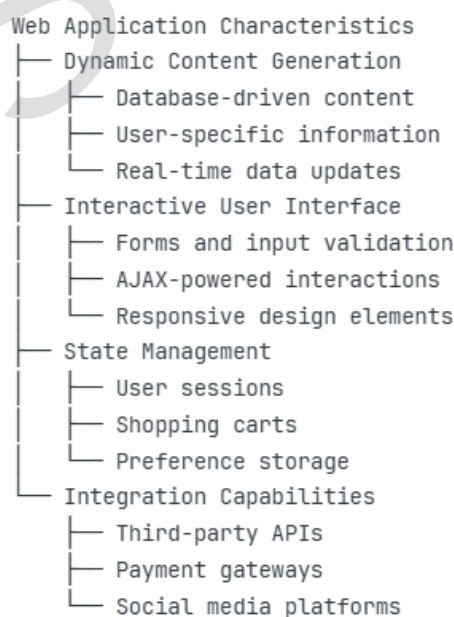 Web Application Characteristics
├── Dynamic Content Generation
│   ├── Database-driven content
│   ├── User-specific information
│   └── Real-time data updates
├── Interactive User Interface
│   ├── Forms and input validation
│   ├── AJAX-powered interactions
│   └── Responsive design elements
├── State Management
│   ├── User sessions
│   ├── Shopping carts
│   └── Preference storage
└── Integration Capabilities
    ├── Third-party APIs
    ├── Payment gateways
    └── Social media platforms